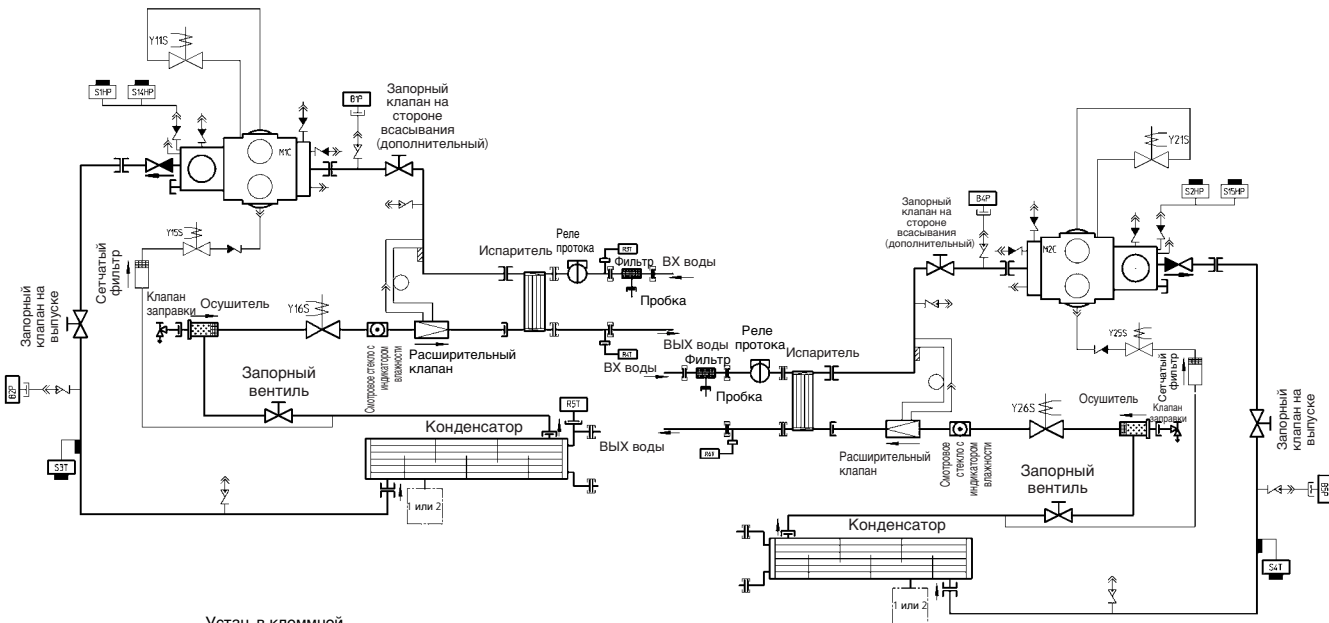 Y11S
S1HP
S14HP
B1P
Запорный
клапан на
стороне
всасывания
(дополнительный)
M1C
Y15S
Сетчатый
фильтр
Запорный
клапан на
выпуске
Клапан
заправки
Осушитель
Y16S
Смотровое стекло с
индикатором
влажности
Расширительный
клапан
Испаритель
Реле
протока
R3T
Фильтр
ВХ воды
Пробка
R4T
ВХ воды
Запорный
вентиль
B2P
S3T
Конденсатор
R5T
ВЫХ воды
1 или 2
Y21S
S2HP
S15HP
B4P
Запорный
клапан на
стороне
всасывания
(дополнительный)
M2C
Y25S
Сетчатый
фильтр
ВЫХ воды
Фильтр
Реле
протока
Испаритель
Пробка
R6T
Расширительный
клапан
Смотровое
стекло с
индикатором
влажности
Y26S
Осушитель
Клапан
заправки
Запорный
клапан на
выпуске
Запорный
вентиль
B5P
S4T
Конденсатор
1 или 2
Устан. в клеммной